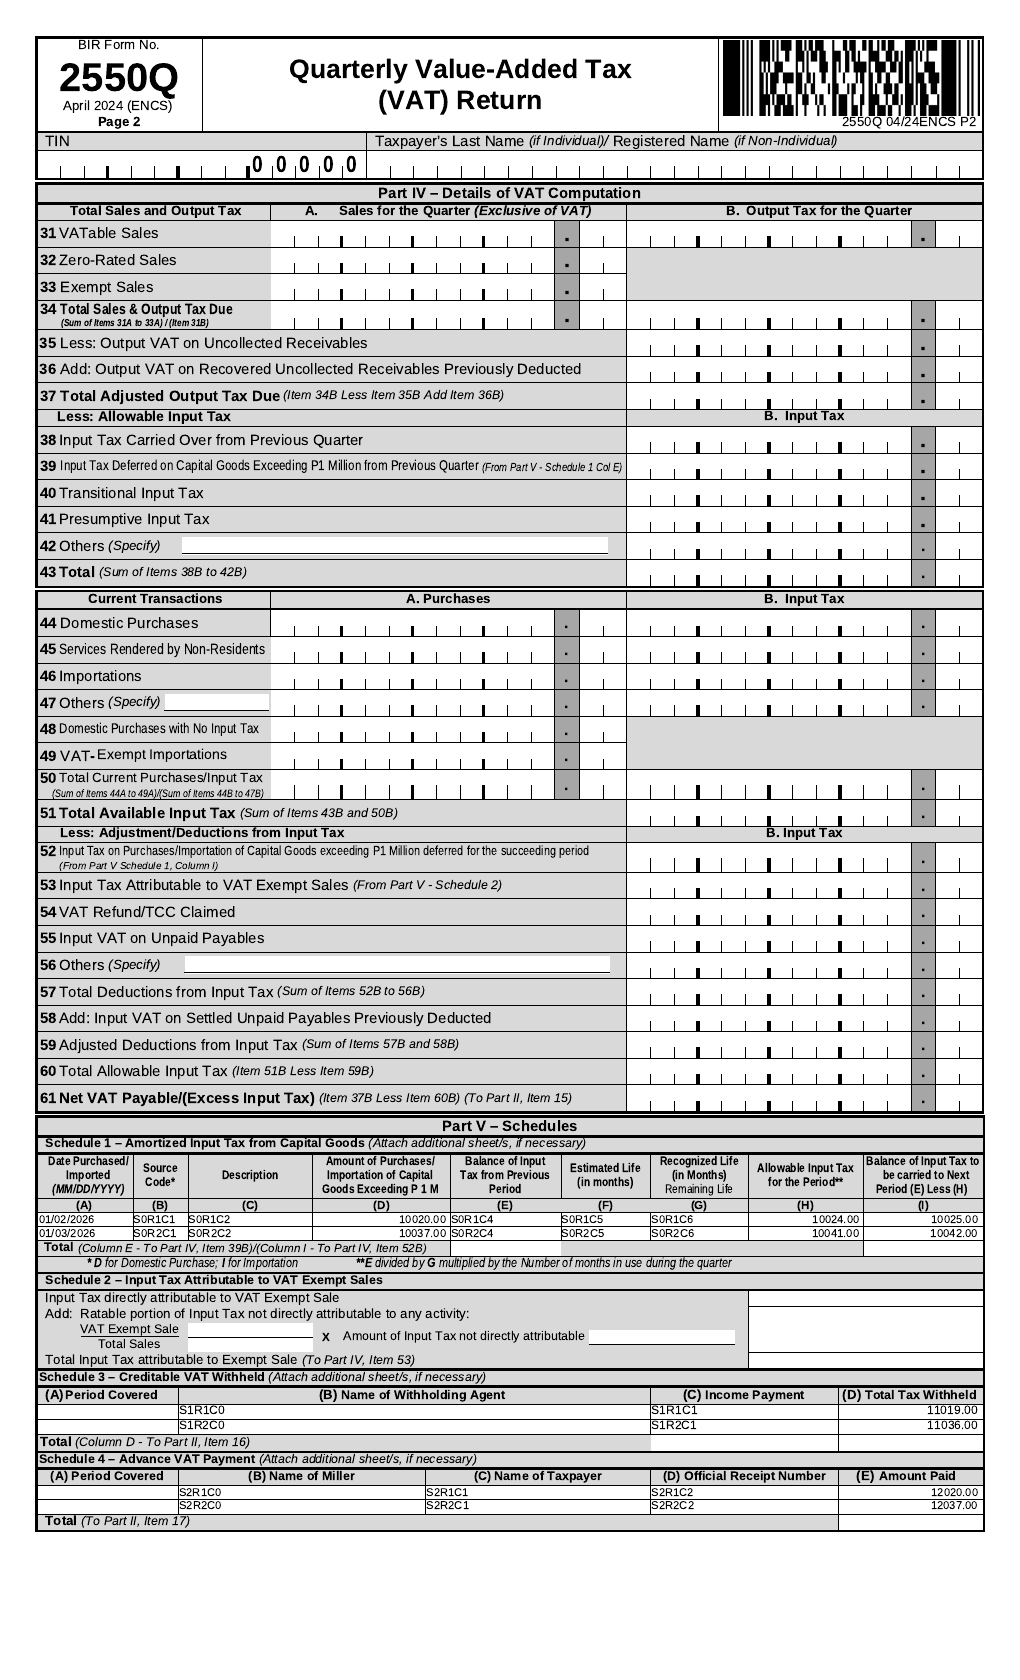 BIR Form No.
2550Q
April 2024 (ENCS)
Page 2
Quarterly Value-Added Tax
(VAT) Return
2550Q 04/24ENCS P2
TIN
Taxpayer's Last Name (if Individual)/ Registered Name (if Non-Individual)
0 0 0 0 0
Part IV – Details of VAT Computation
Total Sales and Output Tax A. Sales for the Quarter (Exclusive of VAT) B. Output Tax for the Quarter
31 VATable Sales . .
32 Zero-Rated Sales .
33 Exempt Sales .
34 Total Sales & Output Tax Due . .
(Sum of Items 31A to 33A) / (Item 31B)
35 Less: Output VAT on Uncollected Receivables .
36 Add: Output VAT on Recovered Uncollected Receivables Previously Deducted .
37 Total Adjusted Output Tax Due (Item 34B Less Item 35B Add Item 36B) .
Less: Allowable Input Tax B. Input Tax
38 Input Tax Carried Over from Previous Quarter .
39 Input Tax Deferred on Capital Goods Exceeding P1 Million from Previous Quarter (From Part V - Schedule 1 Col E) .
40 Transitional Input Tax .
41 Presumptive Input Tax .
42 Others (Specify) .
43 Total (Sum of Items 38B to 42B) .
Current Transactions A. Purchases B. Input Tax
44 Domestic Purchases . .
45 Services Rendered by Non-Residents . .
46 Importations . .
47 Others (Specify) . .
48 Domestic Purchases with No Input Tax .
49 VAT-Exempt Importations .
50 Total Current Purchases/Input Tax . .
(Sum of Items 44A to 49A)/(Sum of Items 44B to 47B)
51 Total Available Input Tax (Sum of Items 43B and 50B) .
Less: Adjustment/Deductions from Input Tax B. Input Tax
52 Input Tax on Purchases/Importation of Capital Goods exceeding P1 Million deferred for the succeeding period .
(From Part V Schedule 1, Column I)
53 Input Tax Attributable to VAT Exempt Sales (From Part V - Schedule 2) .
54 VAT Refund/TCC Claimed .
55 Input VAT on Unpaid Payables .
56 Others (Specify) .
57 Total Deductions from Input Tax (Sum of Items 52B to 56B) .
58 Add: Input VAT on Settled Unpaid Payables Previously Deducted .
59 Adjusted Deductions from Input Tax (Sum of Items 57B and 58B) .
60 Total Allowable Input Tax (Item 51B Less Item 59B) .
61 Net VAT Payable/(Excess Input Tax) (Item 37B Less Item 60B) (To Part II, Item 15) .
Part V – Schedules
Schedule 1 – Amortized Input Tax from Capital Goods (Attach additional sheet/s, if necessary)
Date Purchased/ Imported (MM/DD/YYYY) Source Code* Description Amount of Purchases/ Importation of Capital Goods Exceeding P 1 M Balance of Input Tax from Previous Period Estimated Life (in months) Recognized Life (in Months) Remaining Life Allowable Input Tax for the Period** Balance of Input Tax to be carried to Next Period (E) Less (H)
(A) (B) (C) (D) (E) (F) (G) (H) (I)
01/02/2026 S0R1C1 S0R1C2 10020.00 S0R1C4 S0R1C5 S0R1C6 10024.00 10025.00
01/03/2026 S0R2C1 S0R2C2 10037.00 S0R2C4 S0R2C5 S0R2C6 10041.00 10042.00
Total (Column E - To Part IV, Item 39B)/(Column I - To Part IV, Item 52B)
* D for Domestic Purchase; I for Importation **E divided by G multiplied by the Number of months in use during the quarter
Schedule 2 – Input Tax Attributable to VAT Exempt Sales
Input Tax directly attributable to VAT Exempt Sale
Add: Ratable portion of Input Tax not directly attributable to any activity:
VAT Exempt Sale
x Amount of Input Tax not directly attributable
Total Sales
Total Input Tax attributable to Exempt Sale (To Part IV, Item 53)
Schedule 3 – Creditable VAT Withheld (Attach additional sheet/s, if necessary)
(A) Period Covered (B) Name of Withholding Agent (C) Income Payment (D) Total Tax Withheld
S1R1C0 S1R1C1 11019.00
S1R2C0 S1R2C1 11036.00
Total (Column D - To Part II, Item 16)
Schedule 4 – Advance VAT Payment (Attach additional sheet/s, if necessary)
(A) Period Covered (B) Name of Miller (C) Name of Taxpayer (D) Official Receipt Number (E) Amount Paid
S2R1C0 S2R1C1 S2R1C2 12020.00
S2R2C0 S2R2C1 S2R2C2 12037.00
Total (To Part II, Item 17)